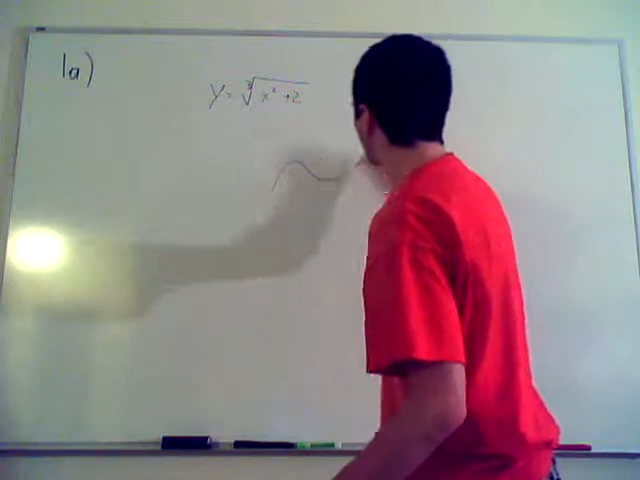 1a)
y = ∛(x² + 2)